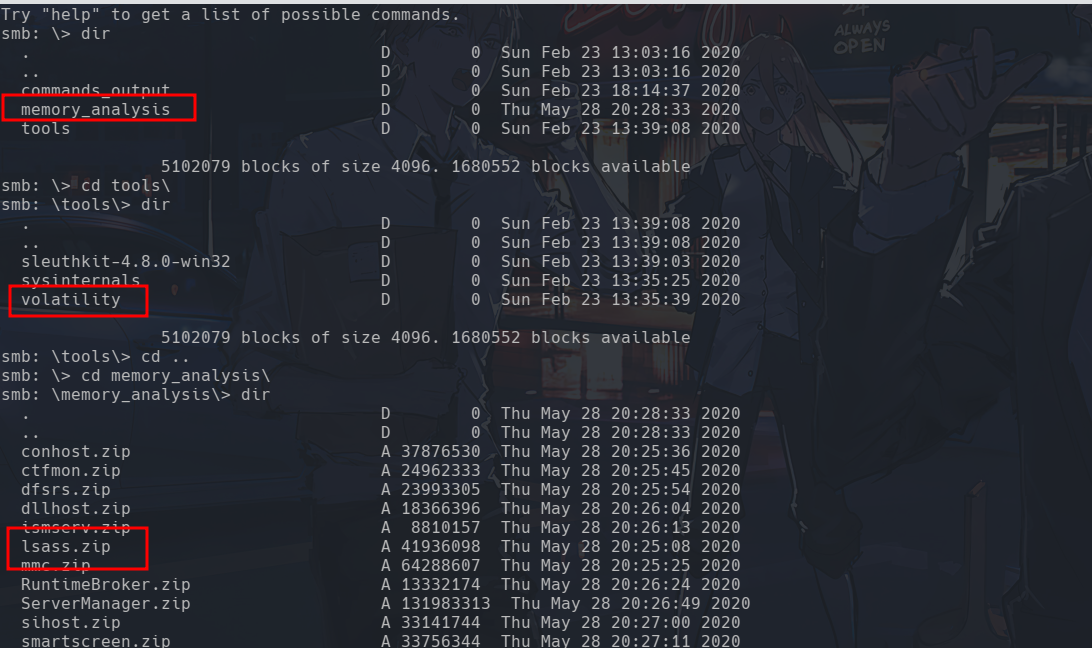 Try "help" to get a list of possible commands.
24
smb: \> dir
ALWAYS
. D 0 Sun Feb 23 13:03:16 2020
OPEN
.. D 0 Sun Feb 23 13:03:16 2020
commands_output D 0 Sun Feb 23 18:14:37 2020
memory_analysis D 0 Thu May 28 20:28:33 2020
tools D 0 Sun Feb 23 13:39:08 2020
5102079 blocks of size 4096. 1680552 blocks available
smb: \> cd tools\
smb: \tools\> dir
. D 0 Sun Feb 23 13:39:08 2020
.. D 0 Sun Feb 23 13:39:08 2020
sleuthkit-4.8.0-win32 D 0 Sun Feb 23 13:39:03 2020
sysinternals D 0 Sun Feb 23 13:35:25 2020
volatility D 0 Sun Feb 23 13:35:39 2020
5102079 blocks of size 4096. 1680552 blocks available
smb: \tools\> cd ..
smb: \> cd memory_analysis\
smb: \memory_analysis\> dir
. D 0 Thu May 28 20:28:33 2020
.. D 0 Thu May 28 20:28:33 2020
conhost.zip A 37876530 Thu May 28 20:25:36 2020
ctfmon.zip A 24962333 Thu May 28 20:25:45 2020
dfsrs.zip A 23993305 Thu May 28 20:25:54 2020
dllhost.zip A 18366396 Thu May 28 20:26:04 2020
ismserv.zip A 8810157 Thu May 28 20:26:13 2020
lsass.zip A 41936098 Thu May 28 20:25:08 2020
mmc.zip A 64288607 Thu May 28 20:25:25 2020
RuntimeBroker.zip A 13332174 Thu May 28 20:26:24 2020
ServerManager.zip A 131983313 Thu May 28 20:26:49 2020
sihost.zip A 33141744 Thu May 28 20:27:00 2020
smartscreen.zip A 33756344 Thu May 28 20:27:11 2020